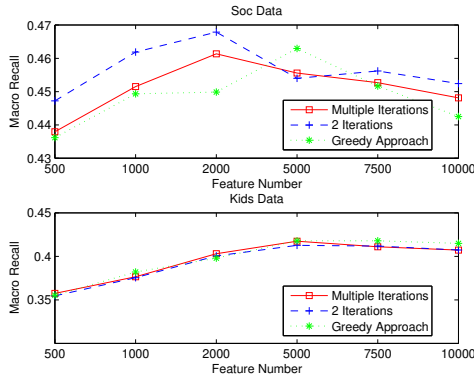 Soc Data
0.47
0.46
0.45
0.44
0.43
Macro Recall
500 1000 2000 5000 7500 10000
Feature Number
Multiple Iterations
2 Iterations
Greedy Approach
Kids Data
0.45
0.4
0.35
Macro Recall
500 1000 2000 5000 7500 10000
Feature Number
Multiple Iterations
2 Iterations
Greedy Approach